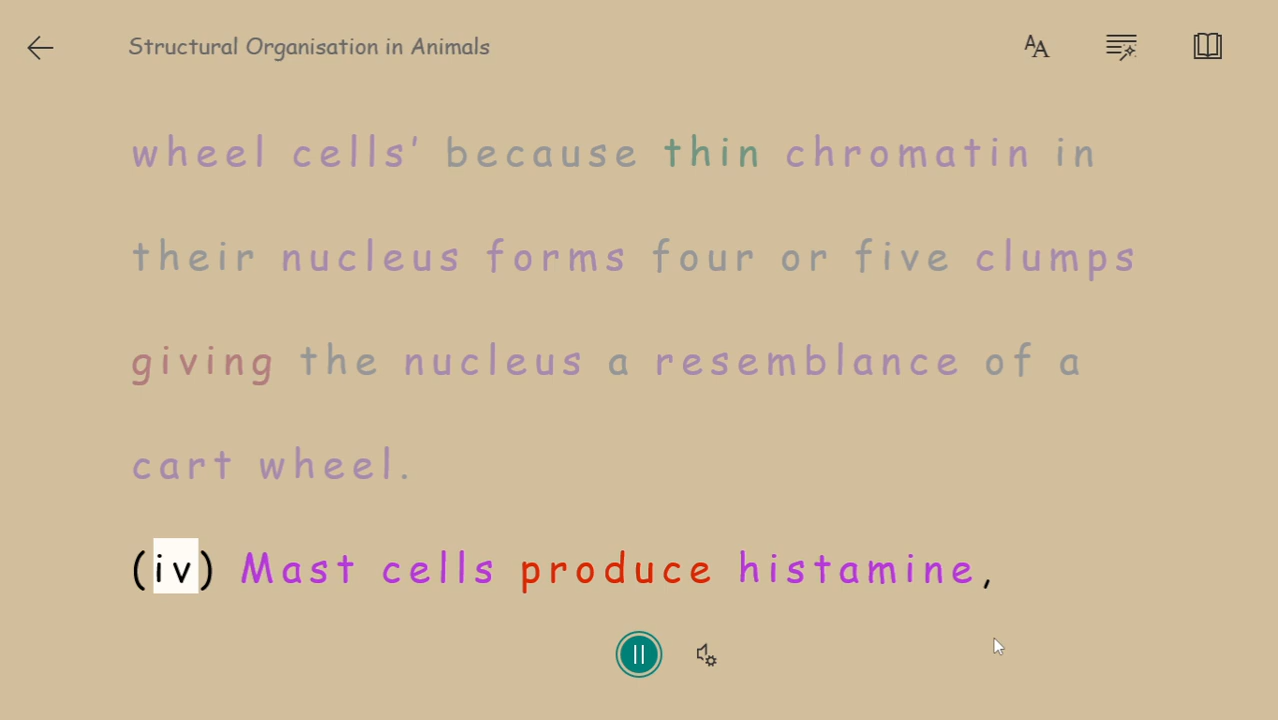 Structural Organisation in Animals
wheel cells' because thin chromatin in
their nucleus forms four or five clumps
giving the nucleus a resemblance of a
cart wheel.
(iv) Mast cells produce histamine,